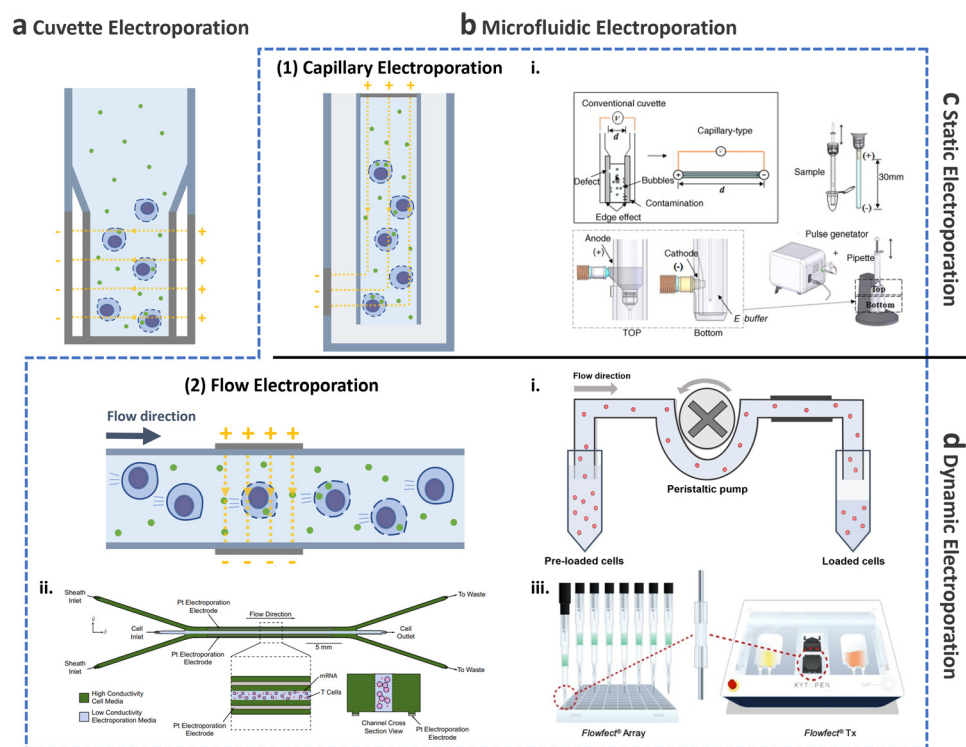 a Cuvette Electroporation
b Microfluidic Electroporation
c Static Electroporation
d Dynamic Electroporation
(1) Capillary Electroporation
i.
+ + +
- +
- +
- +
- +
-
-
Conventional cuvette
V
d
Defect
Bubbles
Contamination
Edge effect
Capillary-type
V
+
-
d
Sample
(+)
30mm
(-)
Anode
(+)
Cathode
(-)
TOP
Bottom
E buffer
Pulse genetator
+
Pipette
Top
Bottom
(2) Flow Electroporation
Flow direction
+ + + +
- - - -
i.
Flow direction
Peristaltic pump
Pre-loaded cells
Loaded cells
ii.
Sheath
Inlet
Cell
Inlet
Sheath
Inlet
Pt Electroporation
Electrode
Flow Direction
Pt Electroporation
Electrode
5 mm
To Waste
Cell
Outlet
To Waste
mRNA
T Cells
High Conductivity
Cell Media
Low Conductivity
Electroporation Media
Pt Electroporation
Electrode
Channel Cross
Section View
Pt Electroporation
Electrode
iii.
Flowfect® Array
KYTOPEN
Flowfect® Tx